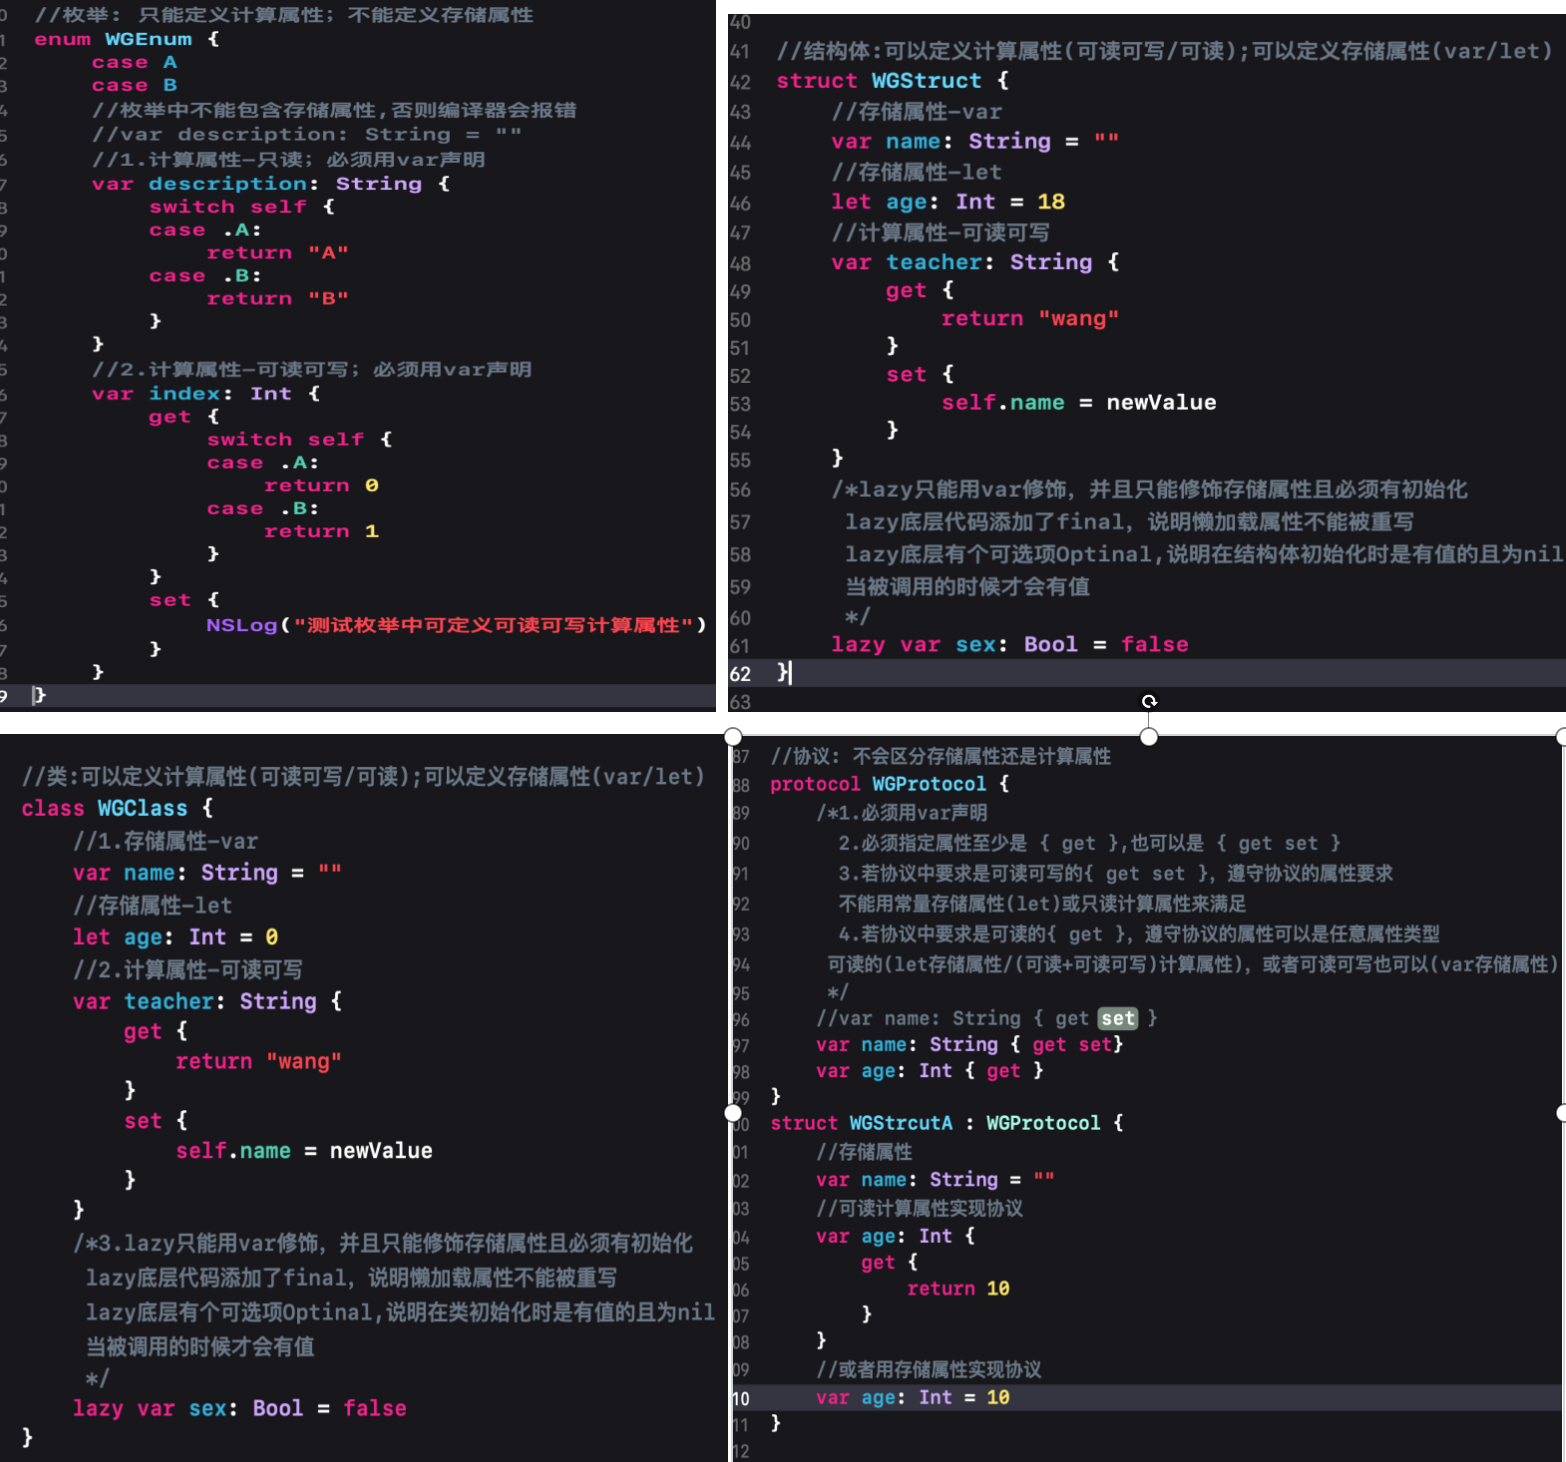 //枚举: 只能定义计算属性; 不能定义存储属性
enum WGEnum {
case A
case B
//枚举中不能包含存储属性,否则编译器会报错
//var description: String = ""
//1.计算属性-只读; 必须用var声明
var description: String {
switch self {
case .A:
return "A"
case .B:
return "B"
}
}
//2.计算属性-可读可写; 必须用var声明
var index: Int {
get {
switch self {
case .A:
return 0
case .B:
return 1
}
}
set {
NSLog("测试枚举中可定义可读可写计算属性")
}
}
}
40
41 //结构体:可以定义计算属性(可读可写/可读);可以定义存储属性(var/let)
42 struct WGStruct {
43 //存储属性-var
44 var name: String = ""
45 //存储属性-let
46 let age: Int = 18
47 //计算属性-可读可写
48 var teacher: String {
49 get {
50 return "wang"
51 }
52 set {
53 self.name = newValue
54 }
55 }
56 /*lazy只能用var修饰, 并且只能修饰存储属性且必须有初始化
57 lazy底层代码添加了final, 说明懒加载属性不能被重写
58 lazy底层有个可选项Optinal,说明在结构体初始化时是有值的且为nil
59 当被调用的时候才会有值
60 */
61 lazy var sex: Bool = false
62 }
63
//类:可以定义计算属性(可读可写/可读);可以定义存储属性(var/let)
class WGClass {
//1.存储属性-var
var name: String = ""
//存储属性-let
let age: Int = 0
//2.计算属性-可读可写
var teacher: String {
get {
return "wang"
}
set {
self.name = newValue
}
}
/*3.lazy只能用var修饰, 并且只能修饰存储属性且必须有初始化
lazy底层代码添加了final, 说明懒加载属性不能被重写
lazy底层有个可选项Optinal,说明在类初始化时是有值的且为nil
当被调用的时候才会有值
*/
lazy var sex: Bool = false
}
87 //协议: 不会区分存储属性还是计算属性
88 protocol WGProtocol {
89 /*1.必须用var声明
90 2.必须指定属性至少是 { get },也可以是 { get set }
91 3.若协议中要求是可读可写的{ get set }, 遵守协议的属性要求
92 不能用常量存储属性(let)或只读计算属性来满足
93 4.若协议中要求是可读的{ get }, 遵守协议的属性可以是任意属性类型
94 可读的(let存储属性/(可读+可读可写)计算属性), 或者可读可写也可以(var存储属性)
95 */
96 //var name: String { get set }
97 var name: String { get set}
98 var age: Int { get }
99 }
00 struct WGStrcutA : WGProtocol {
01 //存储属性
02 var name: String = ""
03 //可读计算属性实现协议
04 var age: Int {
05 get {
06 return 10
07 }
08 }
09 //或者用存储属性实现协议
10 var age: Int = 10
11 }
12